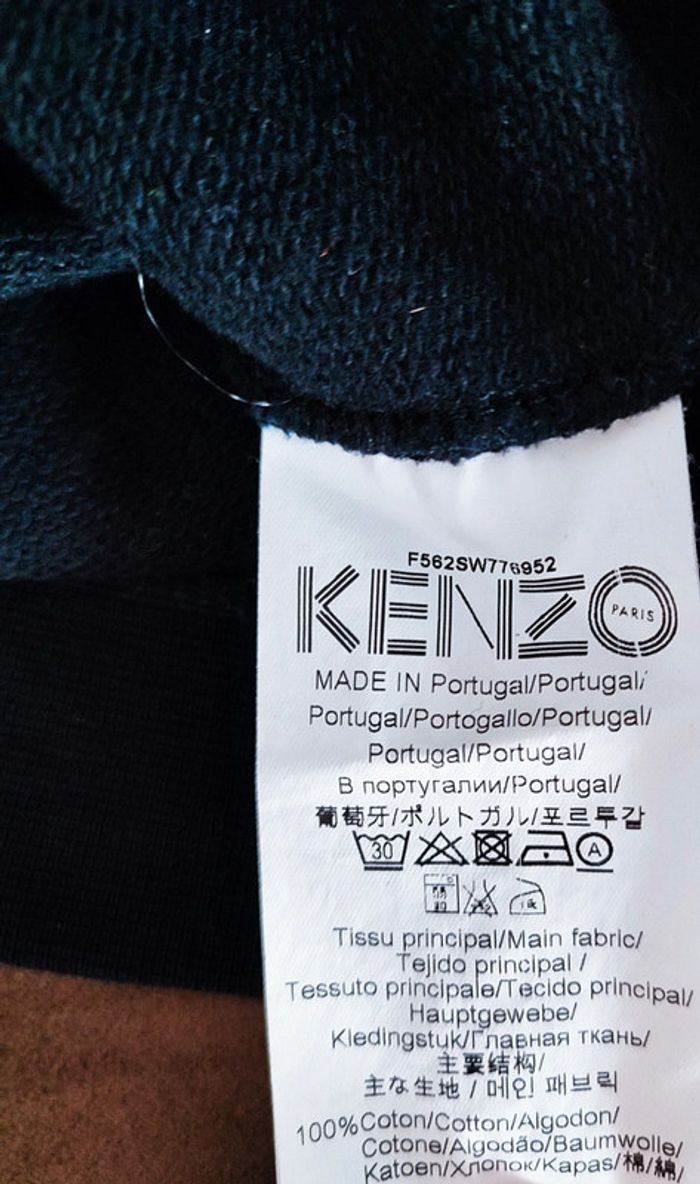 F562SW776952
KENZO PARIS
MADE IN Portugal/Portugal/
Portugal/Portogallo/Portugal/
Portugal/Portugal/
В португалии/Portugal/
葡萄牙/ポルトガル/포르투갈
30 A
Tissu principal/Main fabric/
Tejido principal /
Tessuto principale/Tecido principal/
Hauptgewebe/
Kledingstuk/Главная ткань/
主要结构/
主な生地 / 메인 패브릭
100%Coton/Cotton/Algodon/
Cotone/Algodão/Baumwolle/
Katoen/Хлопок/Kapas/棉/綿/